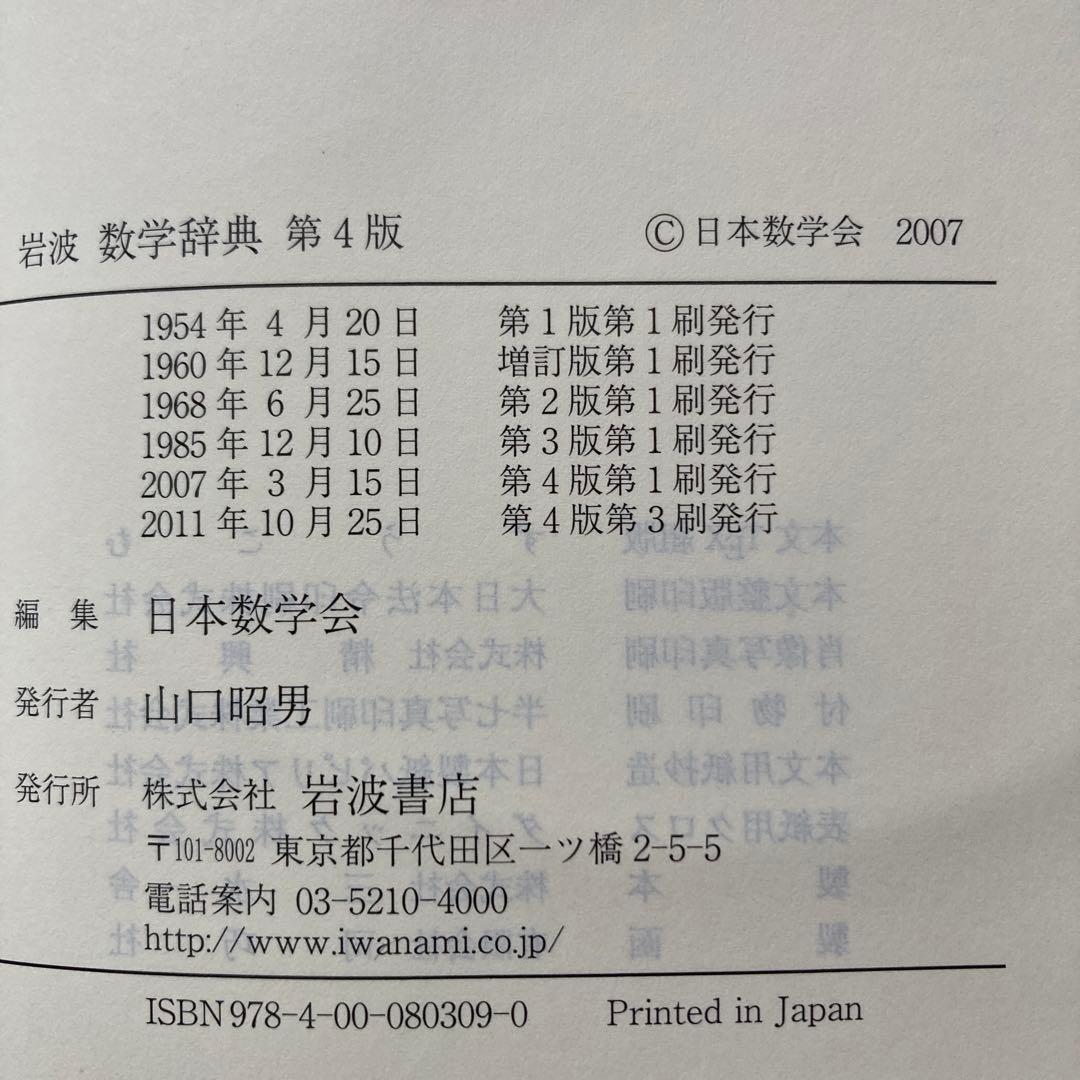 岩波 数学辞典 第4版 Ⓒ日本数学会 2007
1954年 4 月20日 第1版第1刷発行
1960年12月15日 増訂版第1刷発行
1968年 6 月25日 第2版第1刷発行
1985年12月10日 第3版第1刷発行
2007年 3 月15日 第4版第1刷発行
2011年10月25日 第4版第3刷発行
編 集 日本数学会
発行者 山口昭男
発行所 株式会社 岩波書店
〒101-8002 東京都千代田区一ツ橋2-5-5
電話案内 03-5210-4000
http://www.iwanami.co.jp/
ISBN978-4-00-080309-0 Printed in Japan